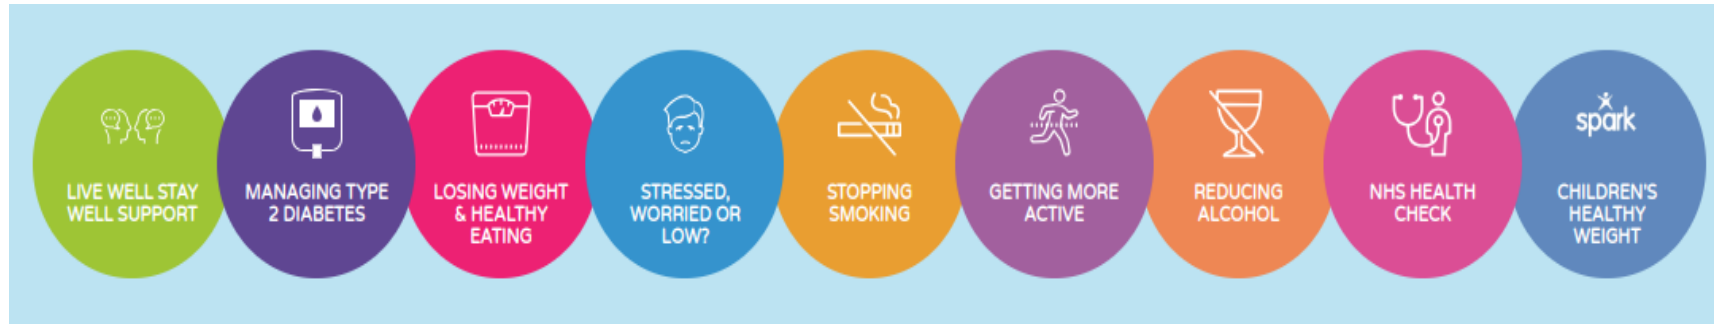 LIVE WELL STAY
WELL SUPPORT
MANAGING TYPE
2 DIABETES
LOSING WEIGHT
& HEALTHY
EATING
STRESSED,
WORRIED OR
LOW?
STOPPING
SMOKING
GETTING MORE
ACTIVE
REDUCING
ALCOHOL
NHS HEALTH
CHECK
spark
CHILDREN'S
HEALTHY
WEIGHT